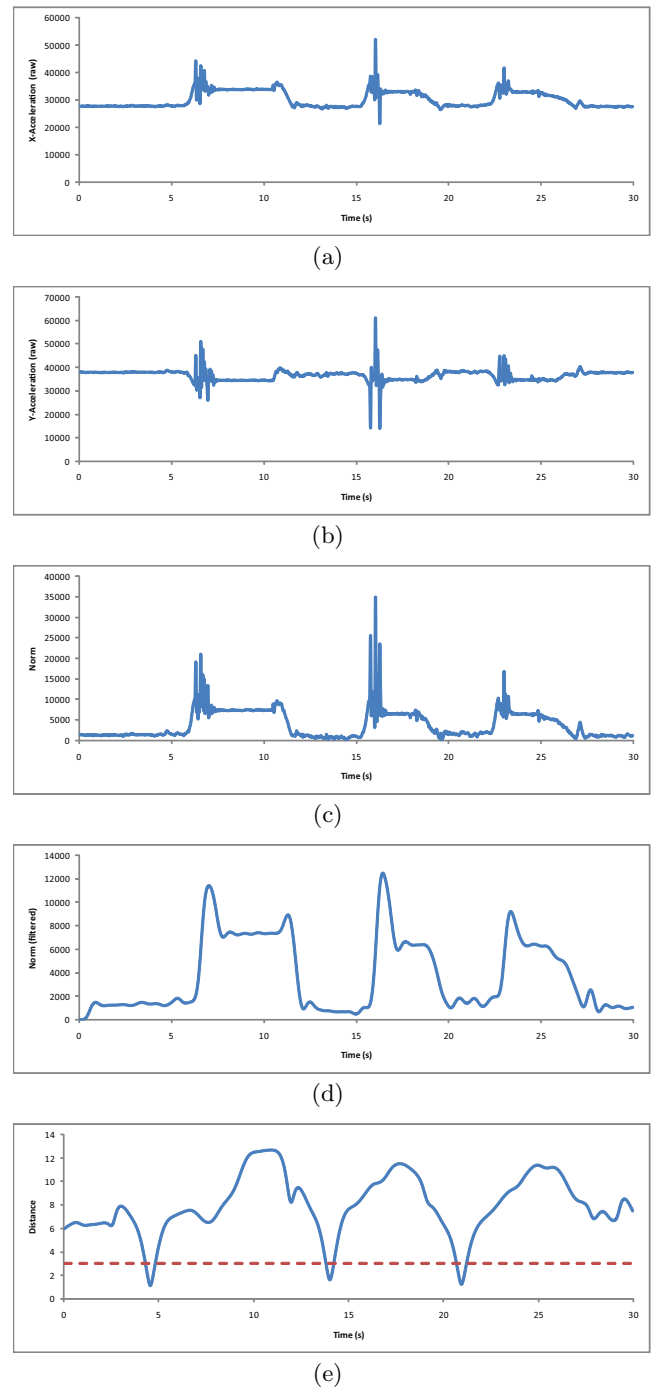 60000
50000
40000
30000
20000
10000
0
X-Acceleration (raw)
0 5 10 15 20 25 30
Time (s)
(a)
70000
60000
50000
40000
30000
20000
10000
0
Y-Acceleration (raw)
0 5 10 15 20 25 30
Time (s)
(b)
40000
35000
30000
25000
20000
15000
10000
5000
0
Norm
0 5 10 15 20 25 30
Time (s)
(c)
14000
12000
10000
8000
6000
4000
2000
0
Norm (filtered)
0 5 10 15 20 25 30
Time (s)
(d)
14
12
10
8
6
4
2
0
Distance
0 5 10 15 20 25 30
Time (s)
(e)